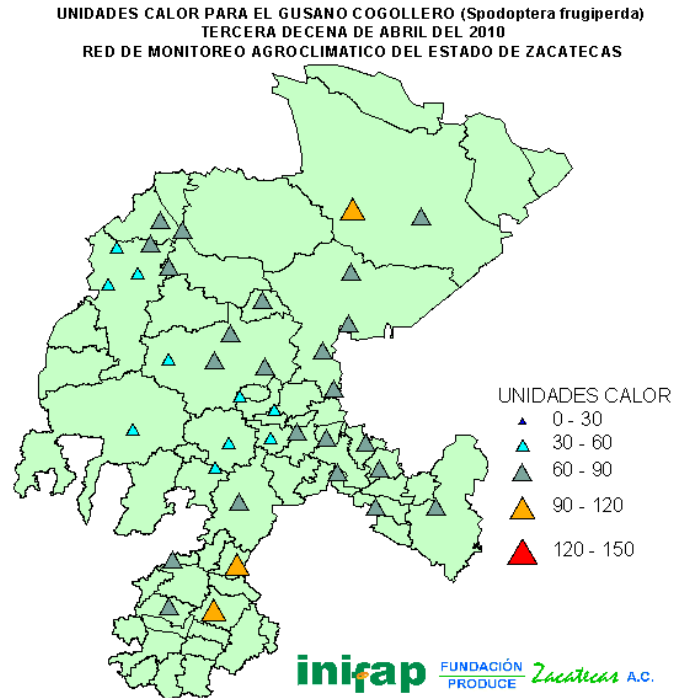 UNIDADES CALOR PARA EL GUSANO COGOLLERO (Spodoptera frugiperda)
TERCERA DECENA DE ABRIL DEL 2010
RED DE MONITOREO AGROCLIMATICO DEL ESTADO DE ZACATECAS
UNIDADES CALOR
0 - 30
30 - 60
60 - 90
90 - 120
120 - 150
inifap FUNDACIÓN PRODUCE Zacatecas A.C.